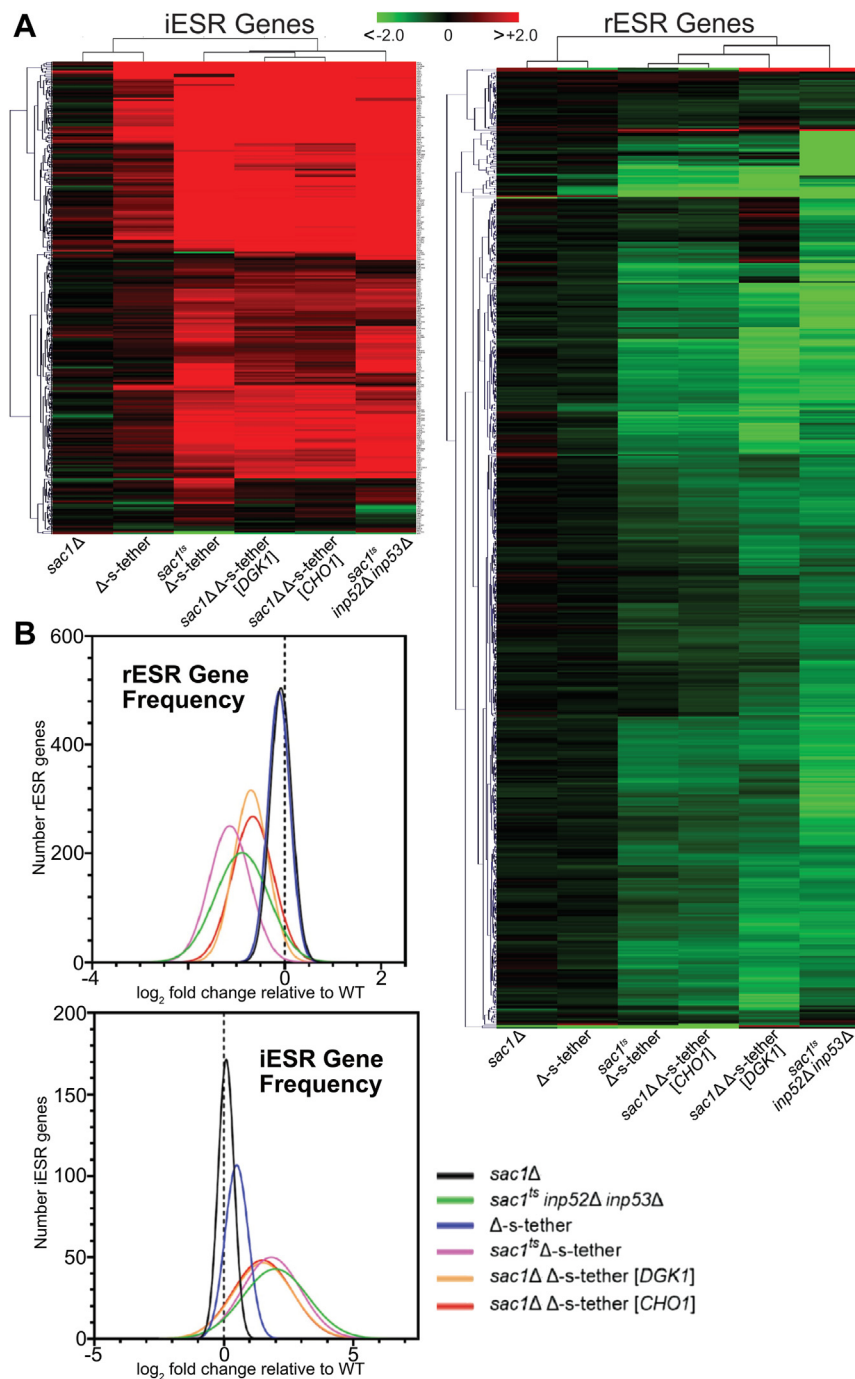 A
iESR Genes
<-2.0 0 >+2.0
rESR Genes
sac1Δ
Δ-s-tether
sac1ts
Δ-s-tether
sac1Δ Δ-s-tether
[DGK1]
sac1Δ Δ-s-tether
[CHO1]
sac1ts
inp52Δ inp53Δ
sac1Δ
Δ-s-tether
sac1ts
Δ-s-tether
sac1Δ Δ-s-tether
[CHO1]
sac1Δ Δ-s-tether
[DGK1]
sac1ts
inp52Δ inp53Δ
B
rESR Gene
Frequency
Number rESR genes
600
400
200
0
-4 -2 0 2
log2 fold change relative to WT
iESR Gene
Frequency
Number iESR genes
200
150
100
50
0
-5 0 5
log2 fold change relative to WT
sac1Δ
sac1ts inp52Δ inp53Δ
Δ-s-tether
sac1tsΔ-s-tether
sac1Δ Δ-s-tether [DGK1]
sac1Δ Δ-s-tether [CHO1]